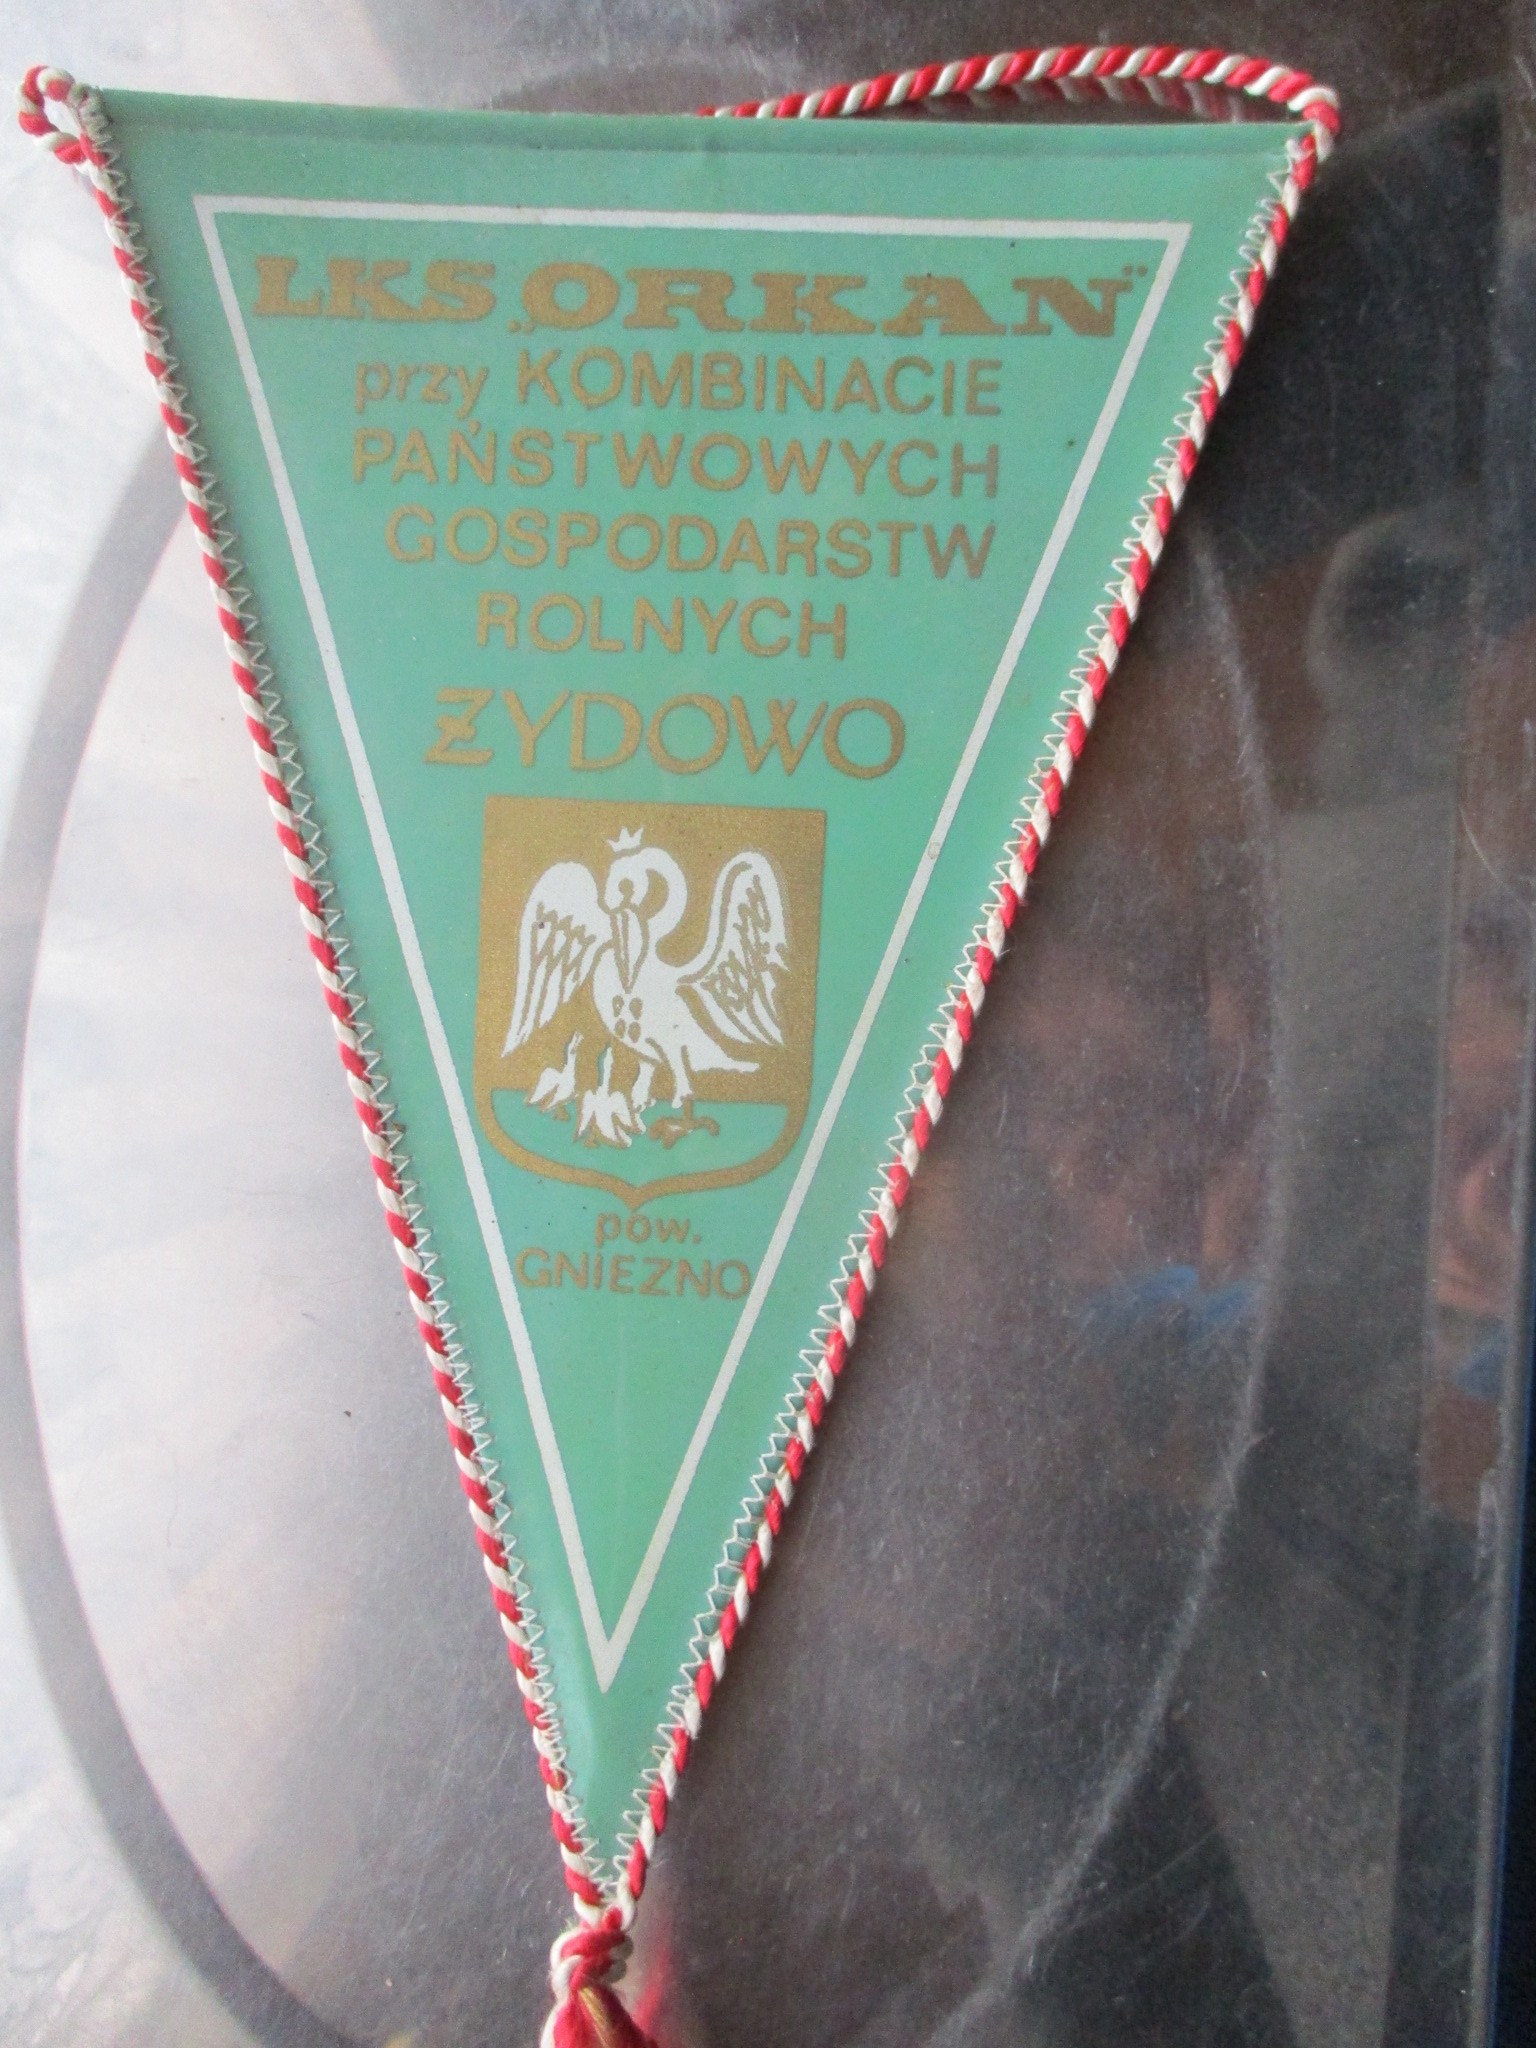 LKS „ORKAN”
przy KOMBINACIE
PAŃSTWOWYCH
GOSPODARSTW
ROLNYCH
ŻYDOWO
pow.
GNIEZNO